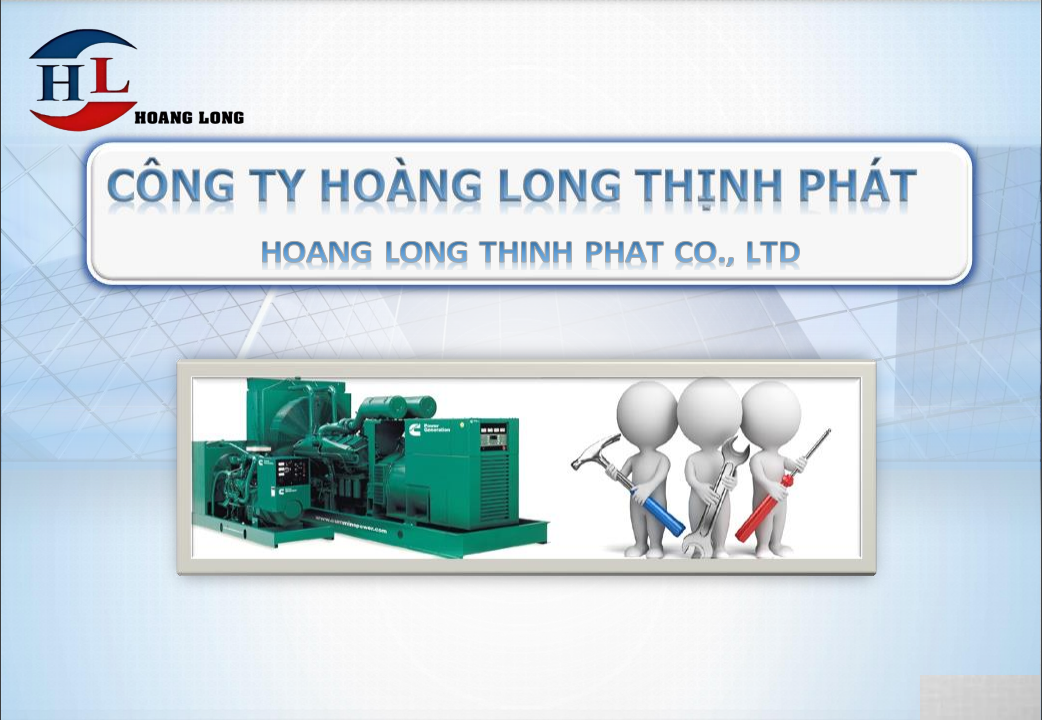 HL
HOANG LONG
CÔNG TY HOÀNG LONG THỊNH PHÁT
HOANG LONG THINH PHAT CO., LTD
Power
Generation
www.cumminspower.com